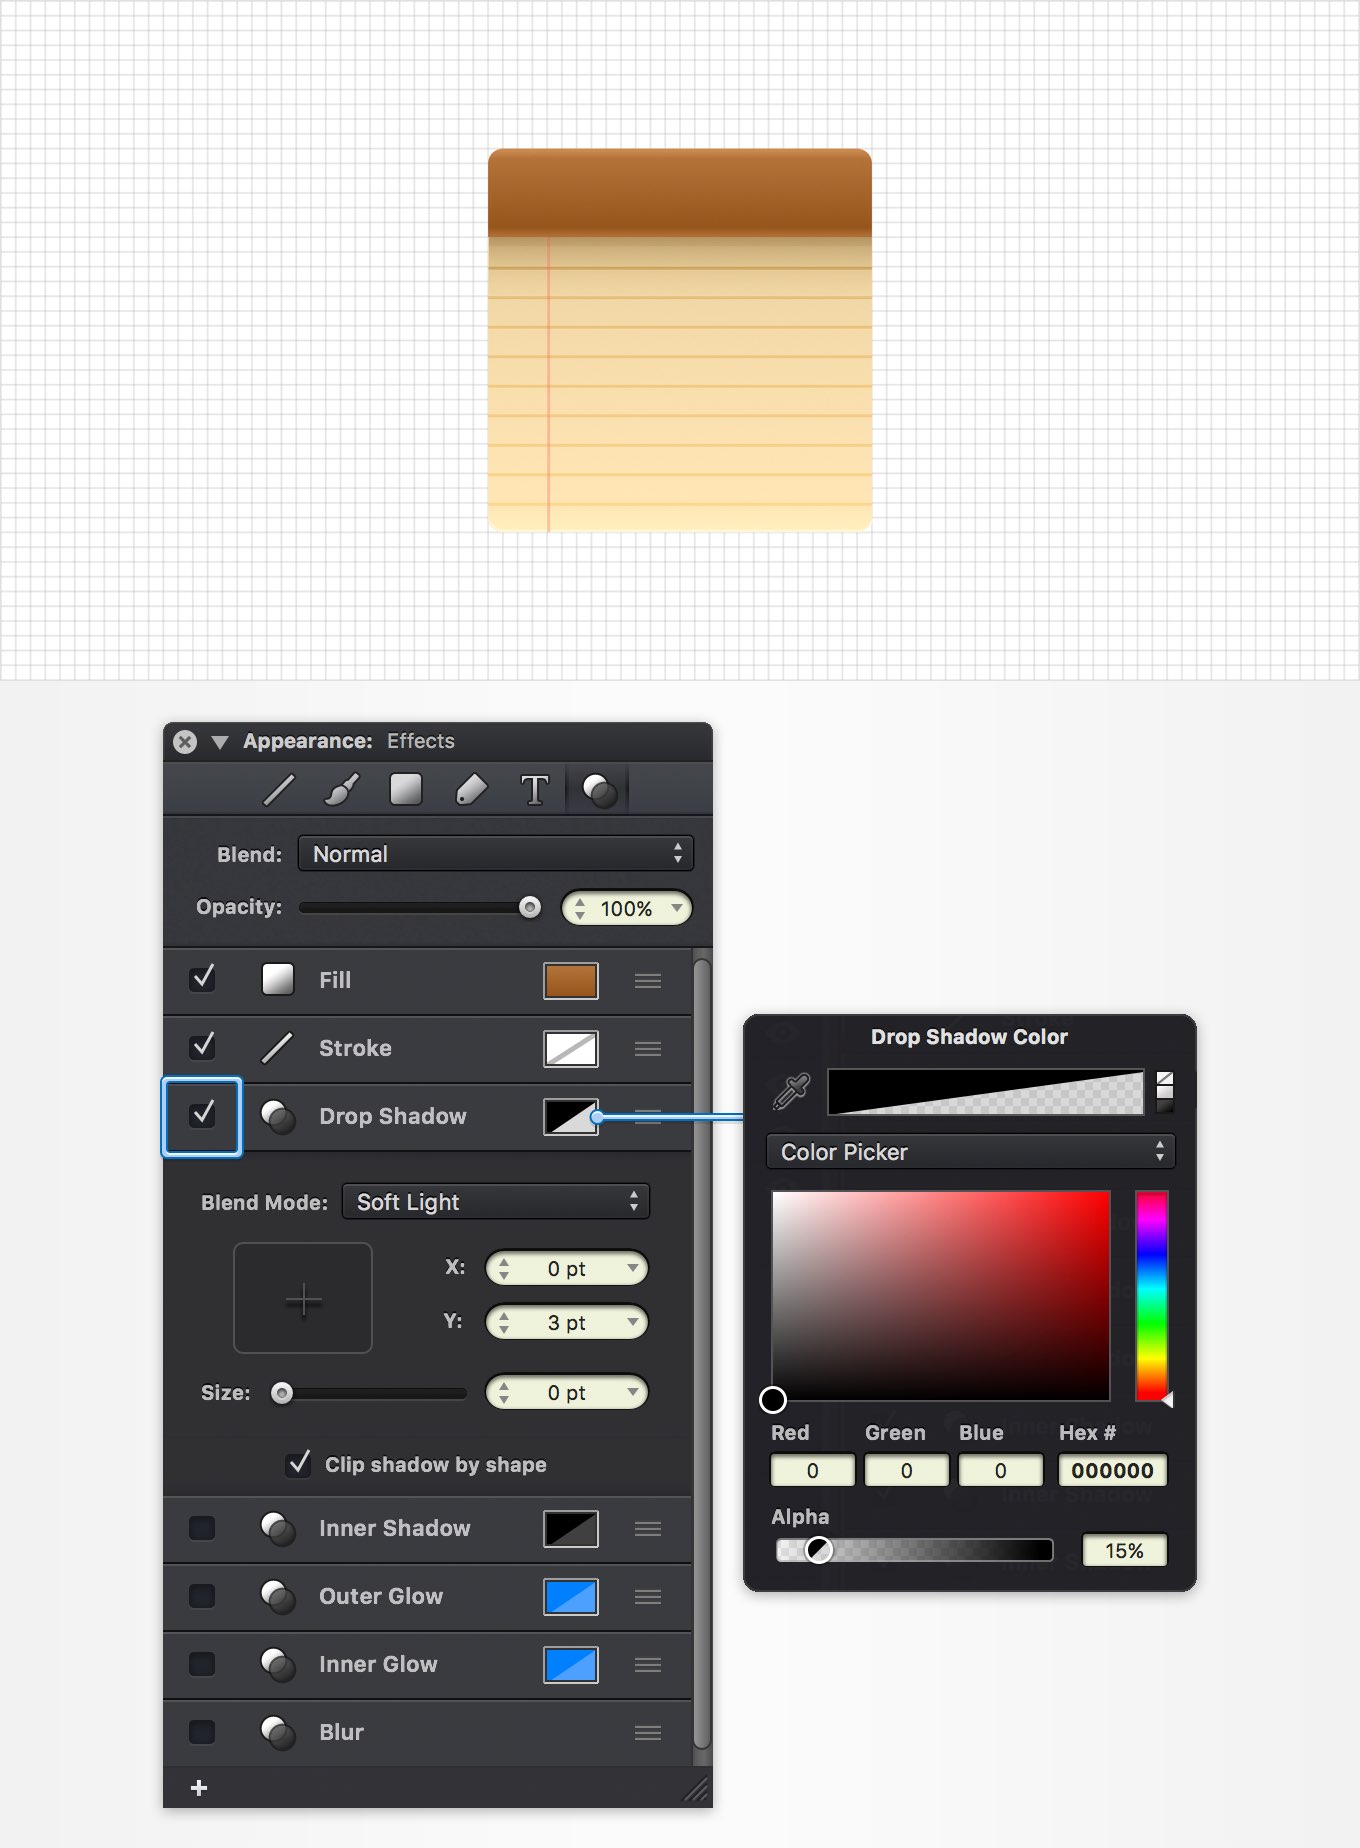 Appearance: Effects
T
Blend: Normal
Opacity: 100%
Fill
Stroke
Drop Shadow
Blend Mode: Soft Light
X: 0 pt
Y: 3 pt
Size: 0 pt
Clip shadow by shape
Inner Shadow
Outer Glow
Inner Glow
Blur
+
Drop Shadow Color
Color Picker
Red Green Blue Hex #
0 0 0 000000
Alpha
15%